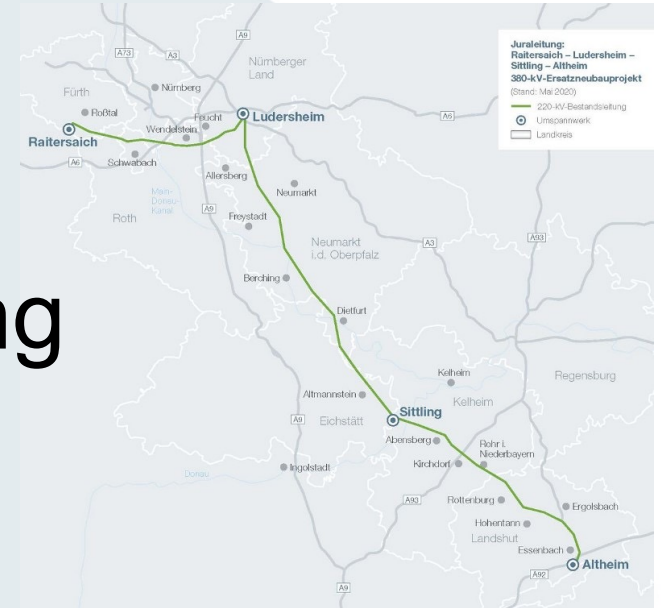 ng
Juraleitung:
Raitersaich – Ludersheim –
Sittling – Altheim
380-kV-Ersatzneubauprojekt
(Stand: Mai 2020)
220-kV-Bestandsleitung
Umspannwerk
Landkreis
A9
A73
A3
Nürnberger
Land
Nürnberg
Fürth
Roßtal
Feucht
Ludersheim
A6
Wendelstein
Raitersaich
A6
Schwabach
Allersberg
Neumarkt
Main-
Donau-
Kanal
A9
Roth
Freystadt
A93
A3
Neumarkt
i.d. Oberpfalz
Berching
Dietfurt
Kelheim
Regensburg
Altmannstein
Kelheim
Sittling
A9
Eichstätt
Abensberg
Rohr i.
Niederbayern
Kirchdorf
Ingolstadt
Donau
A93
Rottenburg
Ergolsbach
Hohentann
Landshut
Essenbach
Altheim
A92
A9